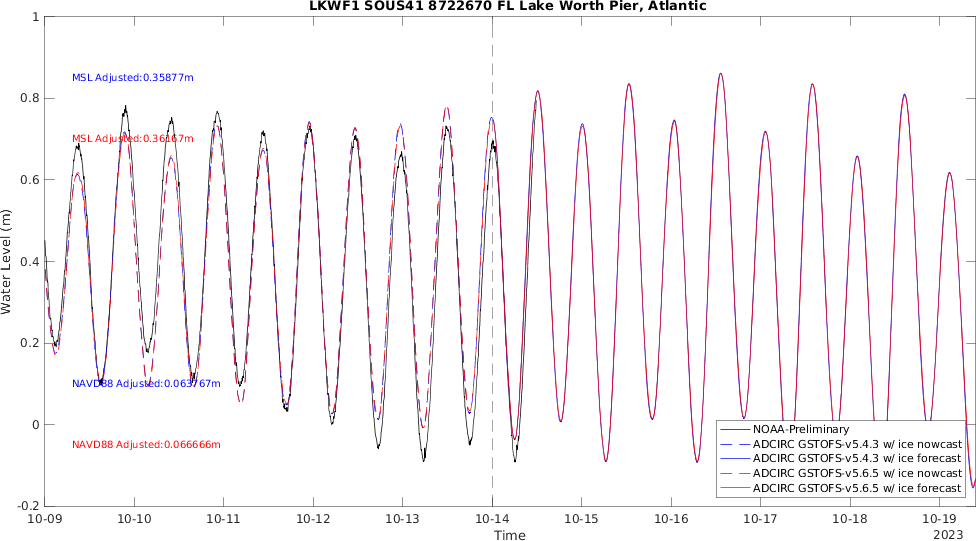 LKWF1 SOUS41 8722670 FL Lake Worth Pier, Atlantic
1
0.8
0.6
0.4
0.2
0
-0.2
Water Level (m)
MSL Adjusted:0.35877m
MSL Adjusted:0.36167m
NAVD88 Adjusted:0.063767m
NAVD88 Adjusted:0.066666m
NOAA-Preliminary
ADCIRC GSTOFS-v5.4.3 w/ ice nowcast
ADCIRC GSTOFS-v5.4.3 w/ ice forecast
ADCIRC GSTOFS-v5.6.5 w/ ice nowcast
ADCIRC GSTOFS-v5.6.5 w/ ice forecast
10-09 10-10 10-11 10-12 10-13 10-14 10-15 10-16 10-17 10-18 10-19
Time
2023